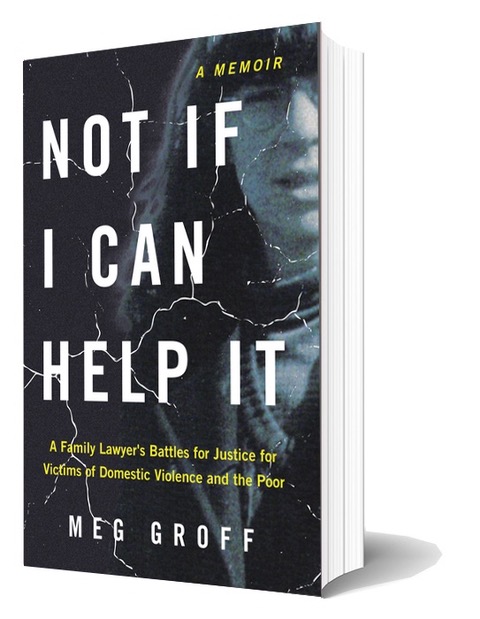 A MEMOIR
NOT IF
I CAN
HELP IT
A Family Lawyer's Battles for Justice for
Victims of Domestic Violence and the Poor
MEG GROFF